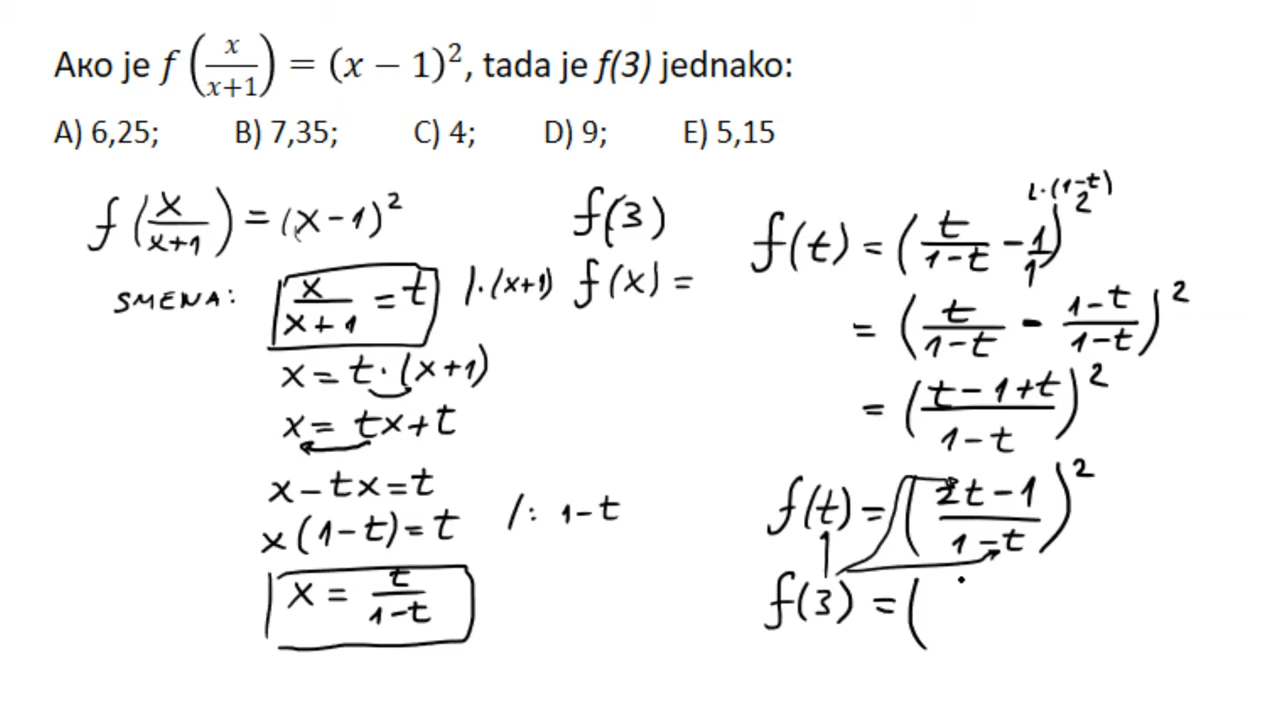 Ako je f (x/(x+1)) = (x − 1)², tada je f(3) jednako:
A) 6,25; B) 7,35; C) 4; D) 9; E) 5,15
f (x/(x+1)) = (x−1)²
SMENA: x/(x+1) = t /·(x+1)
x = t·(x+1)
x = tx+t
x−tx=t
x(1−t)=t /: 1−t
x = t/(1−t)
f(3)
f(x) =
f(t) = (t/(1−t) − 1/1)² /·(1−t)
= (t/(1−t) − (1−t)/(1−t))²
= ((t−1+t)/(1−t))²
f(t) = ((2t−1)/(1−t))²
f(3) = (